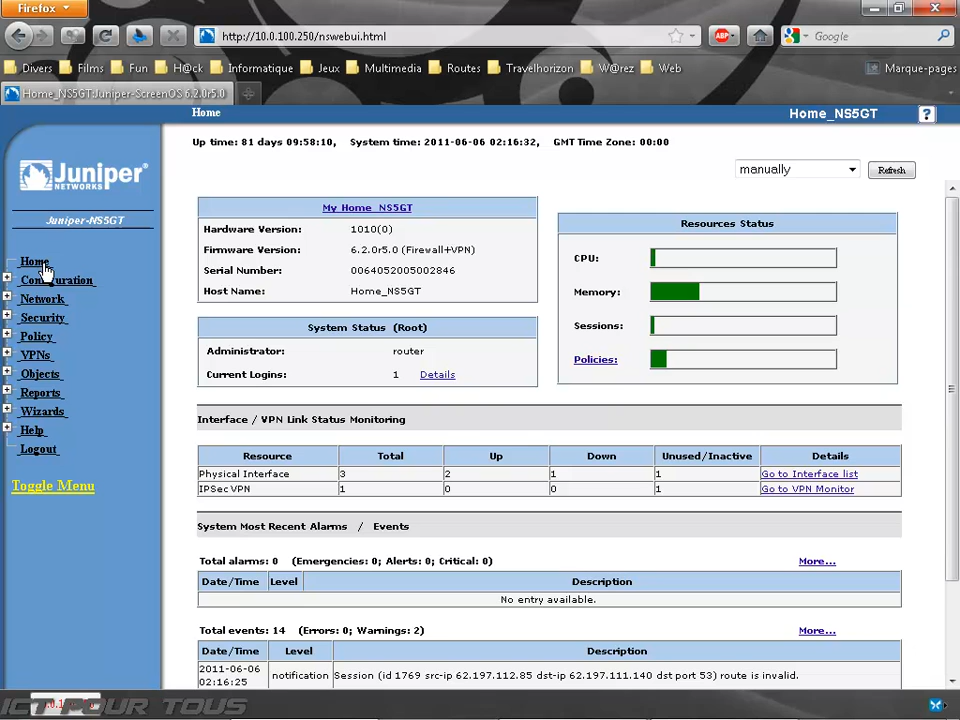 Firefox
http://10.0.100.250/nswebui.html
ABP
Google
Divers Films Fun H@ck Informatique Jeux Multimedia Routes Travelhorizon W@rez Web Marque-pages
Home_NS5GT:Juniper-ScreenOS 6.2.0r5.0
Home Home_NS5GT ?
Up time: 81 days 09:58:10, System time: 2011-06-06 02:16:32, GMT Time Zone: 00:00
manually Refresh
Juniper
NETWORKS
Juniper-NS5GT
Home
Configuration
Network
Security
Policy
VPNs
Objects
Reports
Wizards
Help
Logout
Toggle Menu
My Home_NS5GT
Hardware Version: 1010(0)
Firmware Version: 6.2.0r5.0 (Firewall+VPN)
Serial Number: 0064052005002846
Host Name: Home_NS5GT
Resources Status
CPU:
Memory:
Sessions:
Policies:
System Status (Root)
Administrator: router
Current Logins: 1 Details
Interface / VPN Link Status Monitoring
Resource Total Up Down Unused/Inactive Details
Physical Interface 3 2 1 1 Go to Interface list
IPSec VPN 1 0 0 1 Go to VPN Monitor
System Most Recent Alarms / Events
Total alarms: 0 (Emergencies: 0; Alerts: 0; Critical: 0) More...
Date/Time Level Description
No entry available.
Total events: 14 (Errors: 0; Warnings: 2) More...
Date/Time Level Description
2011-06-06 02:16:25 notification Session (id 1769 src-ip 62.197.112.85 dst-ip 62.197.111.140 dst port 53) route is invalid.
ICT POUR TOUS